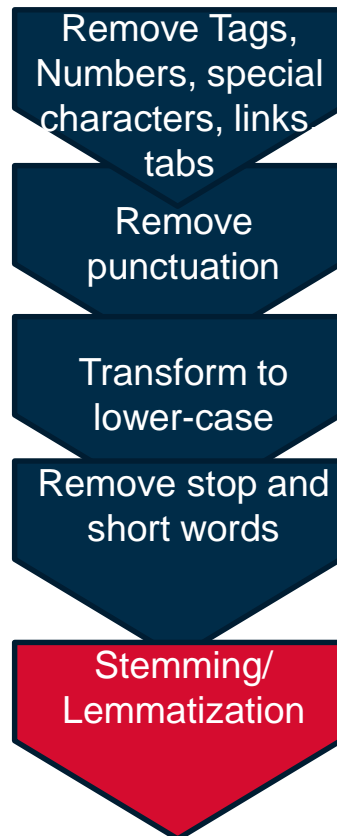 Remove Tags,
Numbers, special
characters, links,
tabs
Remove
punctuation
Transform to
lower-case
Remove stop and
short words
Stemming/
Lemmatization